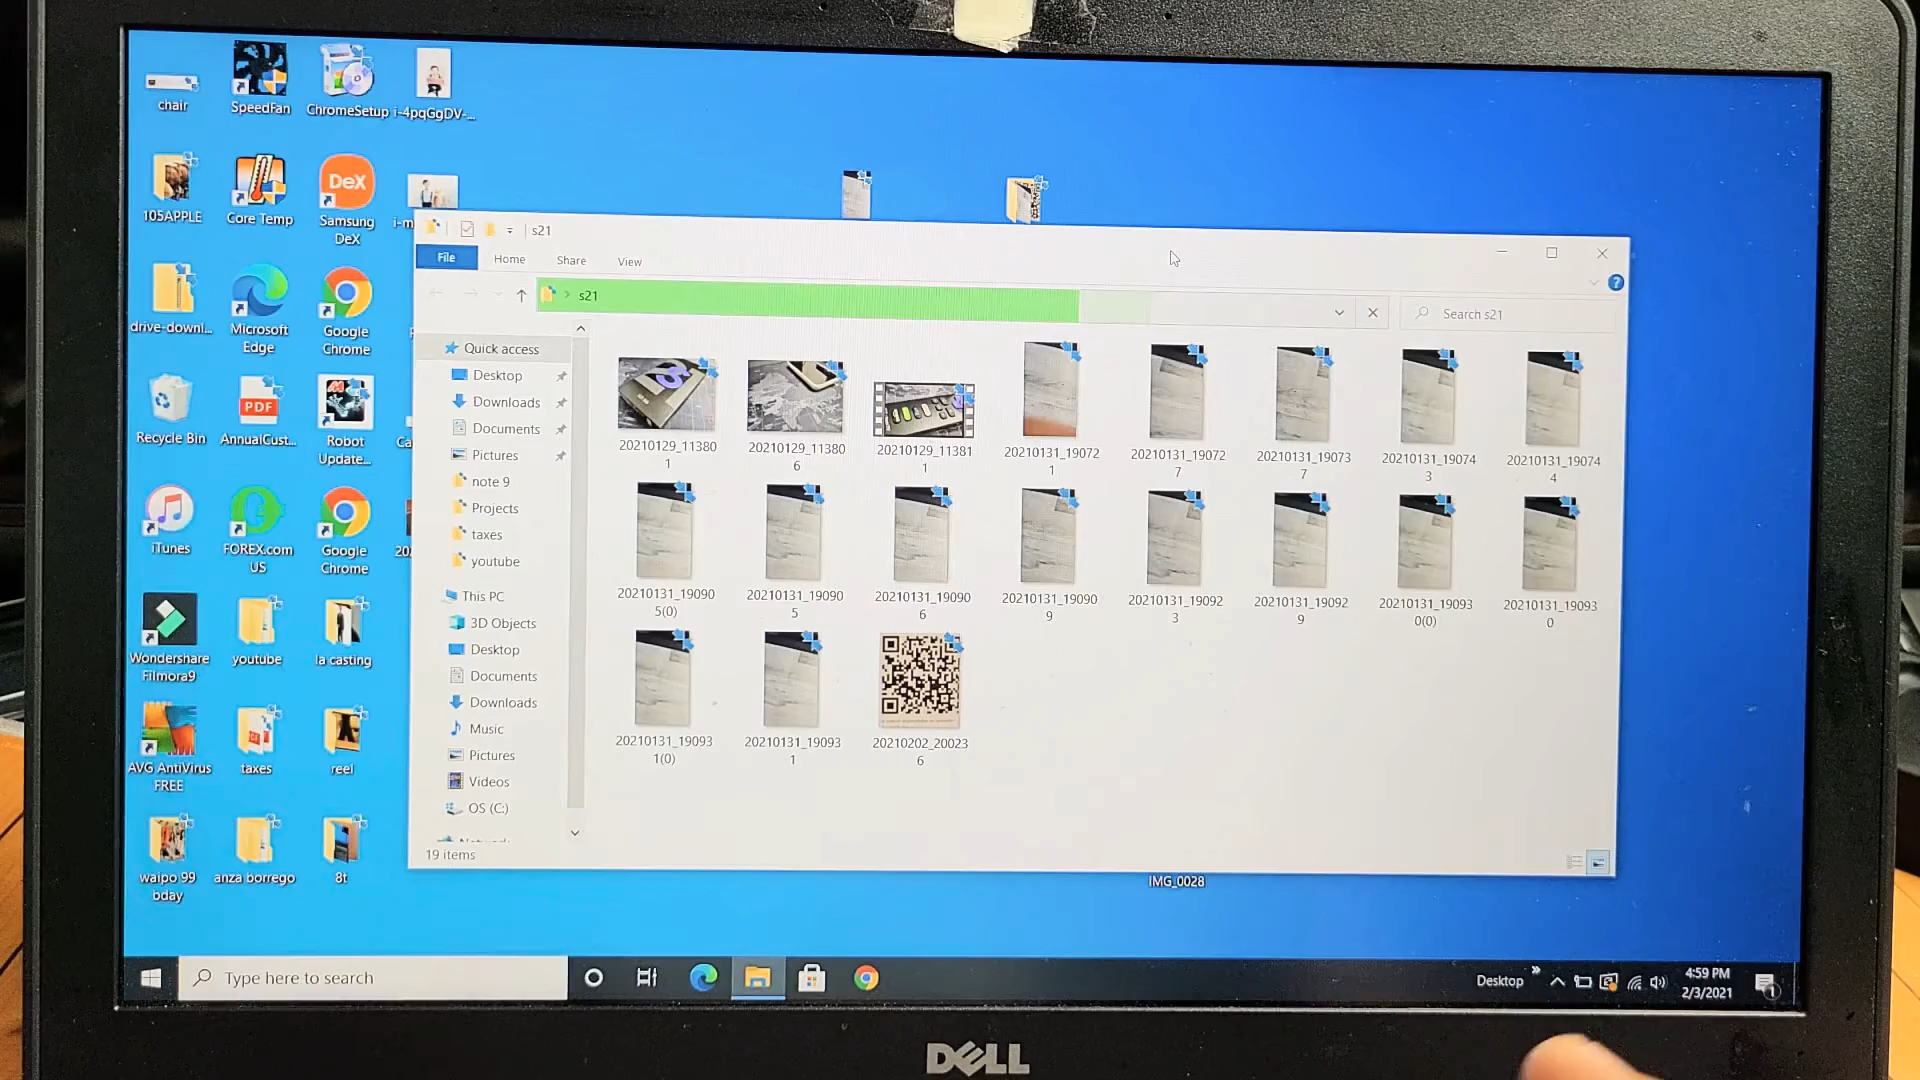 chair
SpeedFan
ChromeSetup
i-4pqGgDV-...
105APPLE
Core Temp
DeX
Samsung
DeX
i-m
s21
File
Home
Share
View
s21
Search s21
drive-downl...
Microsoft
Edge
Google
Chrome
Quick access
Desktop
Downloads
Documents
Pictures
note 9
Projects
taxes
youtube
This PC
3D Objects
Desktop
Documents
Downloads
Music
Pictures
Videos
OS (C:)
19 items
20210129_11380
1
20210129_11380
6
20210129_11381
1
20210131_19072
1
20210131_19072
7
20210131_19073
7
20210131_19074
3
20210131_19074
4
20210131_19090
5(0)
20210131_19090
5
20210131_19090
6
20210131_19090
9
20210131_19092
3
20210131_19092
9
20210131_19093
0(0)
20210131_19093
0
20210131_19093
1(0)
20210131_19093
1
20210202_20023
6
Recycle Bin
PDF
AnnualCust...
Robot
Update...
Ca
iTunes
FOREX.com
US
Google
Chrome
20
Wondershare
Filmora9
youtube
la casting
AVG AntiVirus
FREE
taxes
reel
waipo 99
bday
anza borrego
8t
IMG_0028
Type here to search
Desktop
4:59 PM
2/3/2021
1
DELL